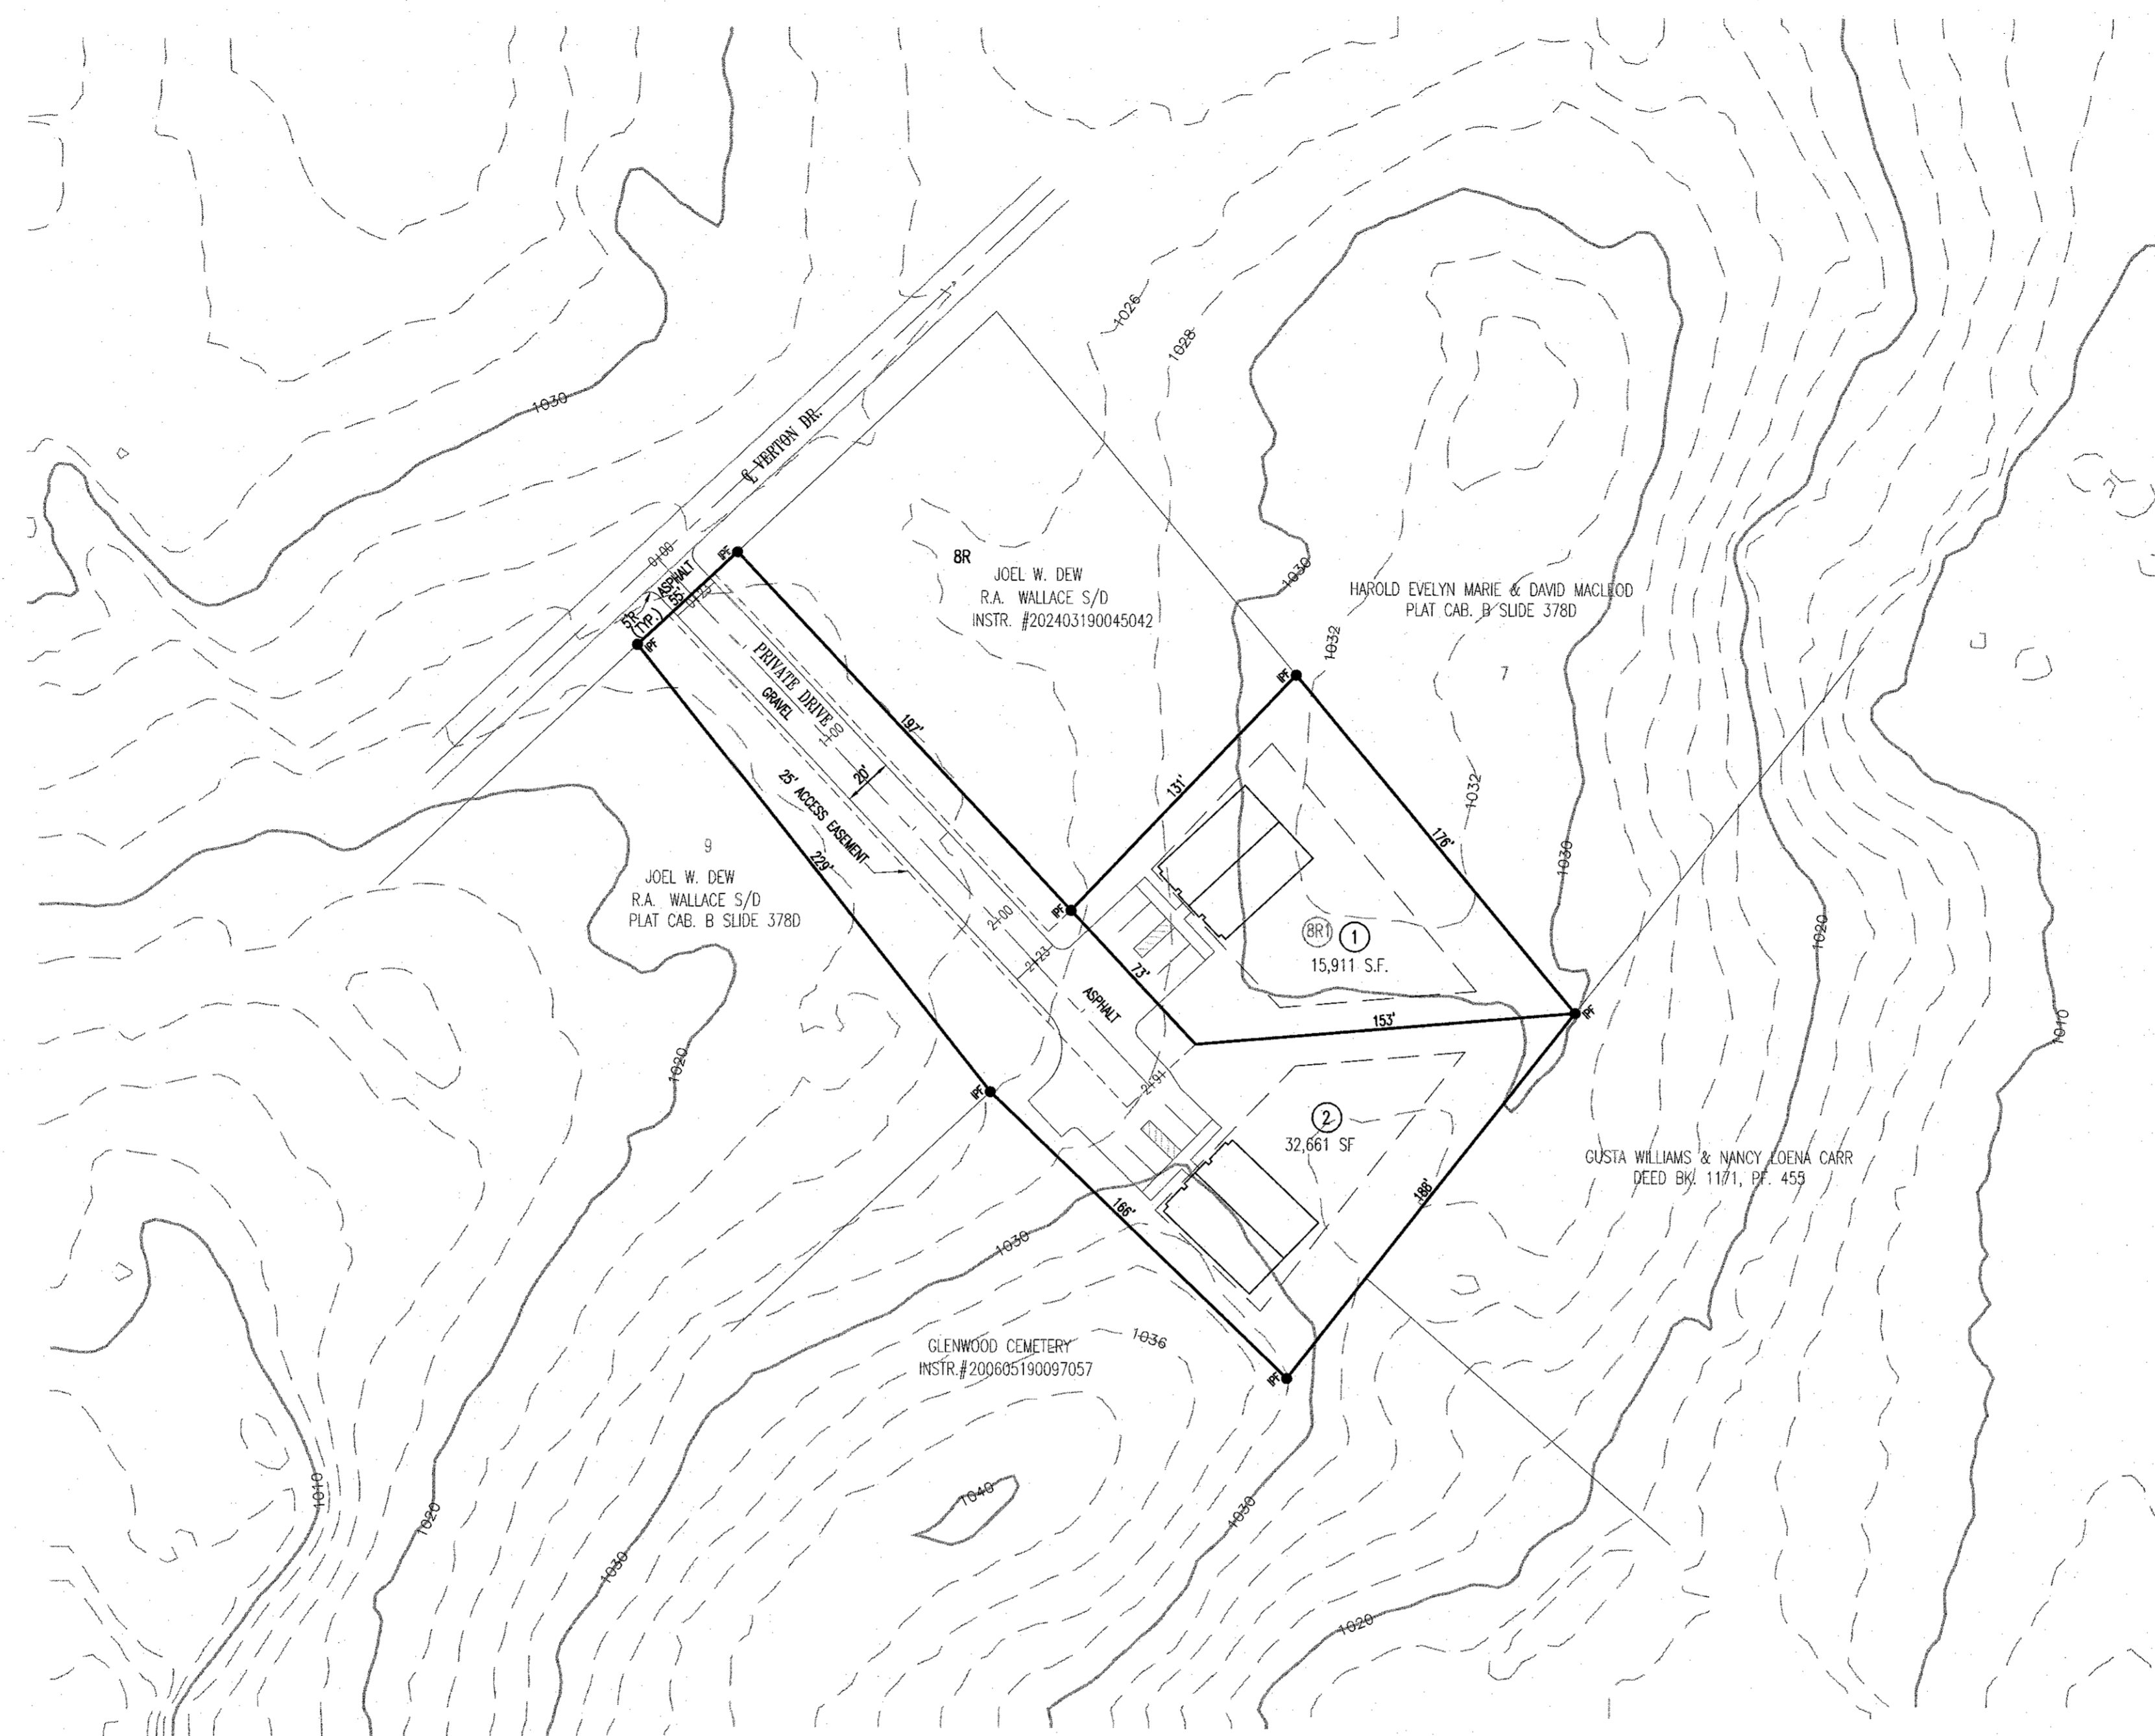 1026
1028
1030
℄ VERTON DR.
0+00
IPF
ASPHALT
55'
0+25
5'R
(TYP.)
IPF
8R
JOEL W. DEW
R.A. WALLACE S/D
INSTR. #202403190045042
1030
HAROLD EVELYN MARIE & DAVID MACLEOD
PLAT CAB. B SLIDE 378D
1032
7
IPF
PRIVATE DRIVE
GRAVEL
1+00
197'
20'
131'
1032
25' ACCESS EASEMENT
229'
176'
9
JOEL W. DEW
R.A. WALLACE S/D
PLAT CAB. B SLIDE 378D
1030
IPF
2+00
2+23
8R1
1
15,911 S.F.
1020
73'
ASPHALT
153'
IPF
1010
1020
IPF
2+91
2
32,661 SF
GUSTA WILLIAMS & NANCY LOENA CARR
DEED BK. 1171, PF. 455
188'
166'
1030
GLENWOOD CEMETERY
INSTR.#200605190097057
1036
IPF
1010
1020
1040
1030
1030
1020